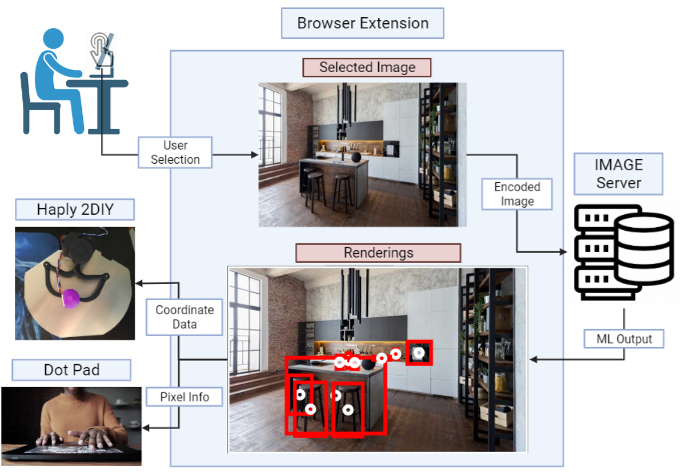 Browser Extension
Selected Image
User
Selection
Encoded
Image
IMAGE
Server
Haply 2DIY
Renderings
Coordinate
Data
ML Output
Dot Pad
Pixel Info